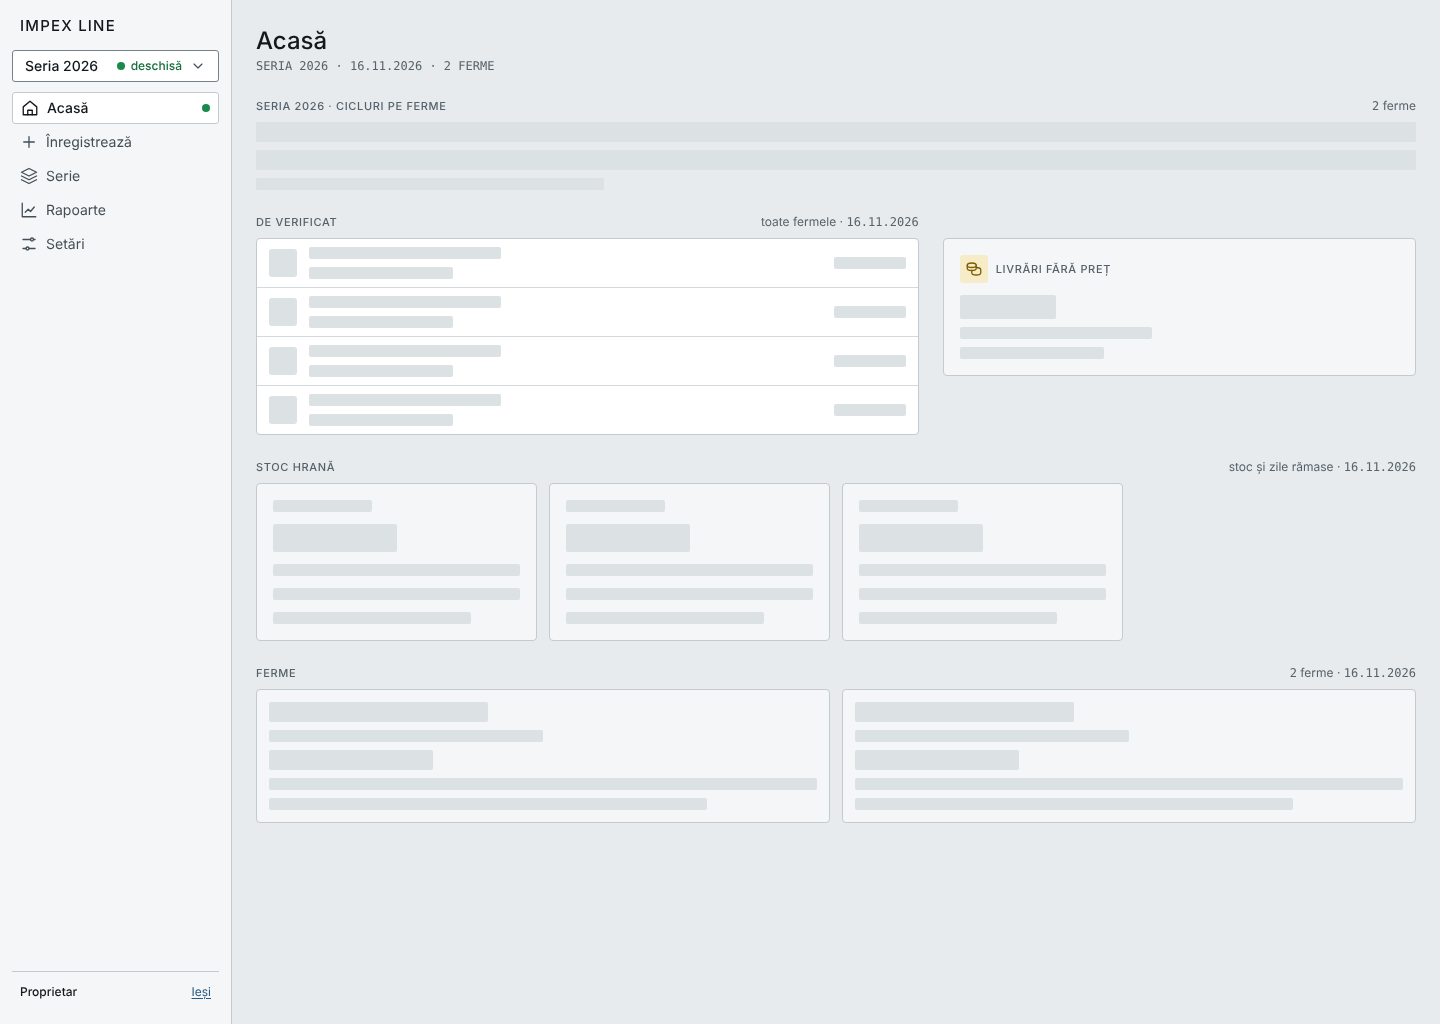 IMPEX LINE
Seria 2026 deschisă
Acasă
Înregistrează
Serie
Rapoarte
Setări
Proprietar Ieși
Acasă
SERIA 2026 · 16.11.2026 · 2 FERME
SERIA 2026 · CICLURI PE FERME 2 ferme
DE VERIFICAT toate fermele · 16.11.2026
LIVRĂRI FĂRĂ PREȚ
STOC HRANĂ stoc și zile rămase · 16.11.2026
FERME 2 ferme · 16.11.2026